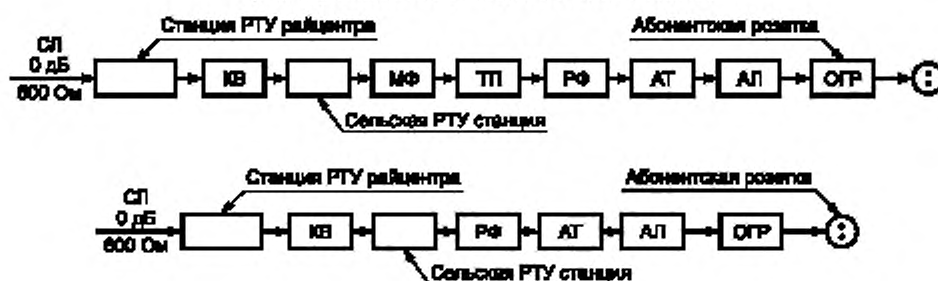 Станция РТУ райцентра
Абонентская розетка
СЛ
0 дБ
600 Ом
КВ
МФ
ТП
РФ
АТ
АЛ
ОГР
Сельская РТУ станция
Станция РТУ райцентра
Абонентская розетка
СЛ
0 дБ
600 Ом
КВ
РФ
АТ
АЛ
ОГР
Сельская РТУ станция